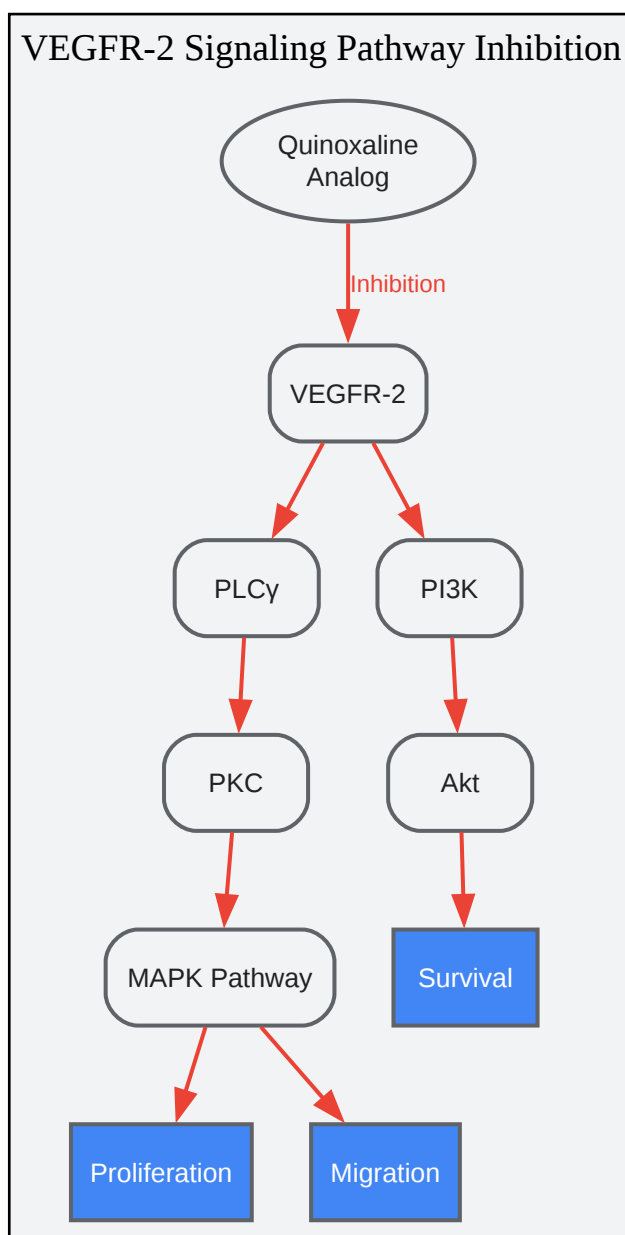 VEGFR-2 Signaling Pathway Inhibition
Quinoxaline
Analog
Inhibition
VEGFR-2
PLCγ
PI3K
PKC
Akt
MAPK Pathway
Survival
Proliferation
Migration